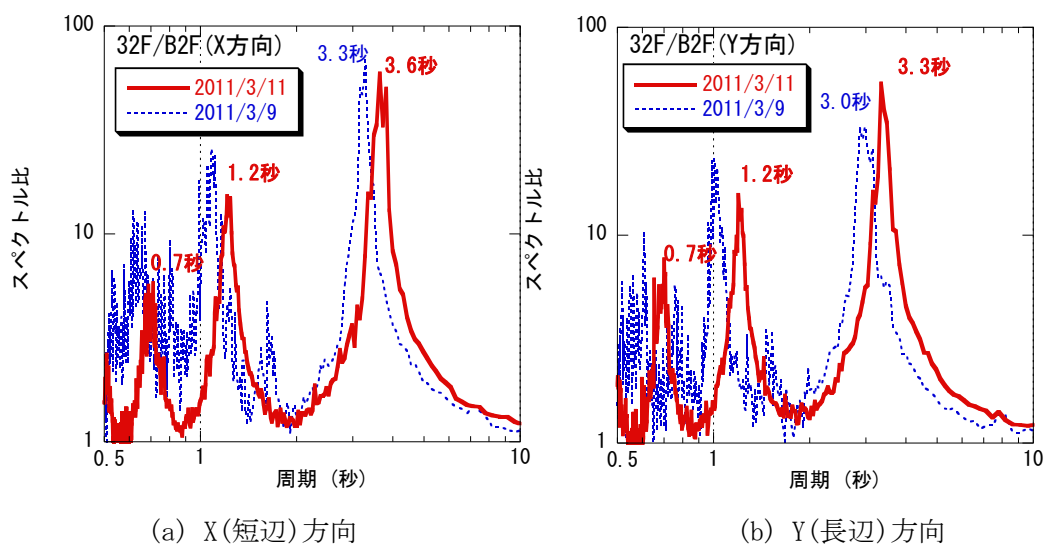 100
32F/B2F(X方向)
2011/3/11
2011/3/9
3.3秒
3.6秒
1.2秒
0.7秒
スペクトル比
10
1
0.5
1
10
周期 (秒)
(a) X(短辺)方向
100
32F/B2F(Y方向)
2011/3/11
2011/3/9
3.3秒
3.0秒
1.2秒
0.7秒
スペクトル比
10
1
0.5
1
10
周期 (秒)
(b) Y(長辺)方向